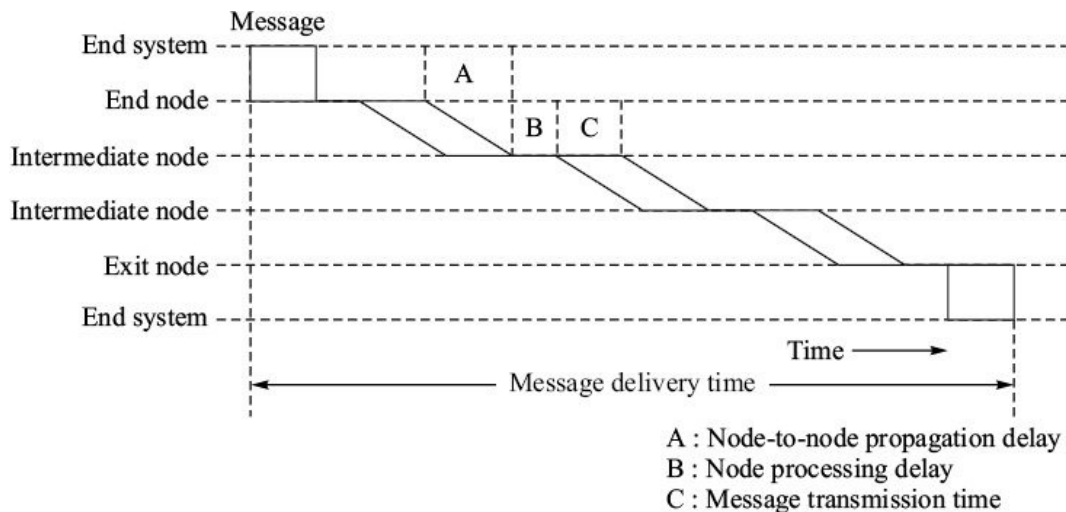 Message
End system
A
End node
B C
Intermediate node
Intermediate node
Exit node
End system
Time
Message delivery time
A : Node-to-node propagation delay
B : Node processing delay
C : Message transmission time